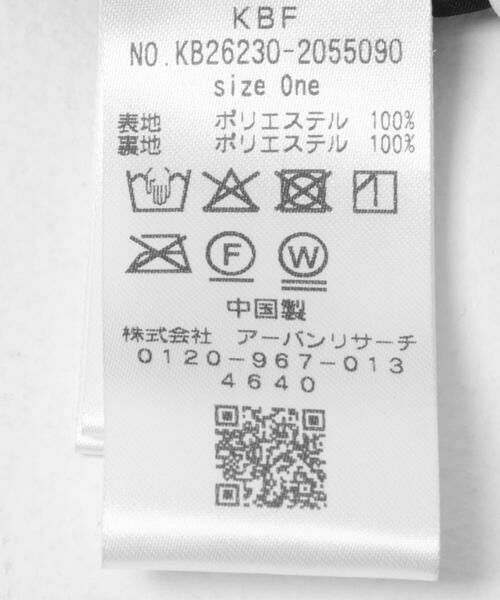 KBF
NO.KB26230-2055090
size One
表地 ポリエステル 100%
裏地 ポリエステル 100%
F W
中国製
株式会社 アーバンリサーチ
0120-967-013
4640